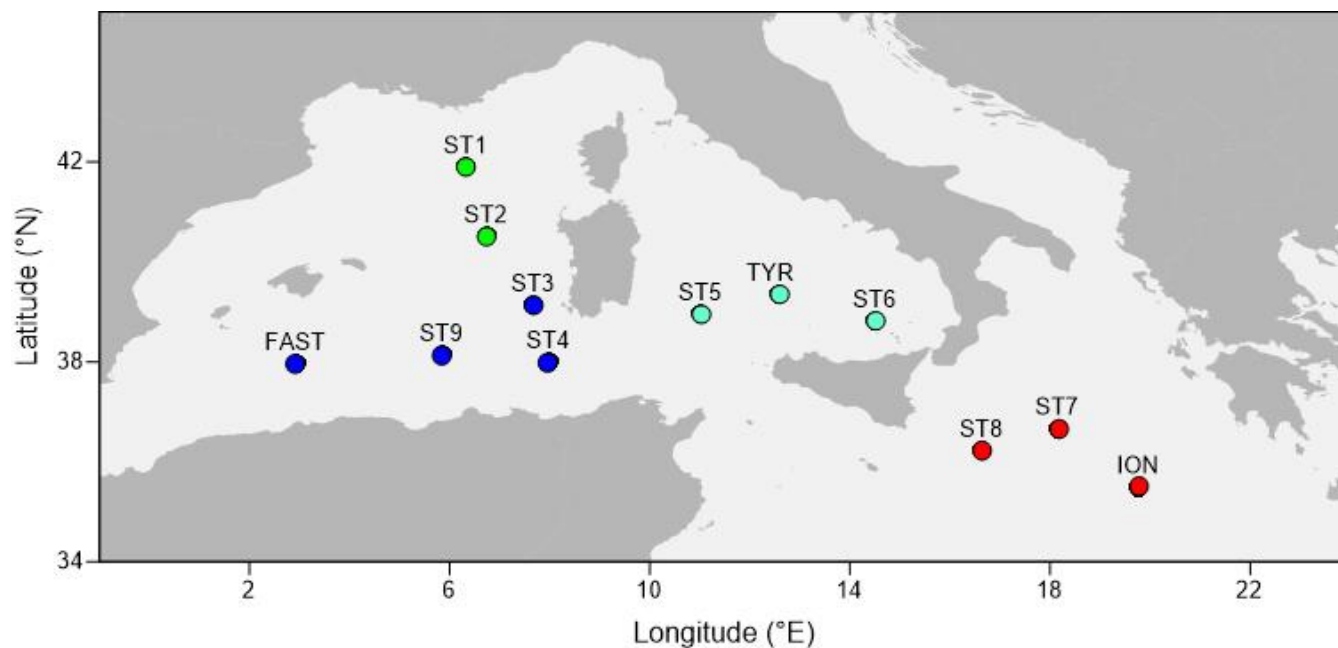 ST1
42
ST2
ST3
TYR
ST5
ST6
FAST
ST9
ST4
38
ST7
ST8
ION
34
2 6 10 14 18 22
Latitude (°N)
Longitude (°E)